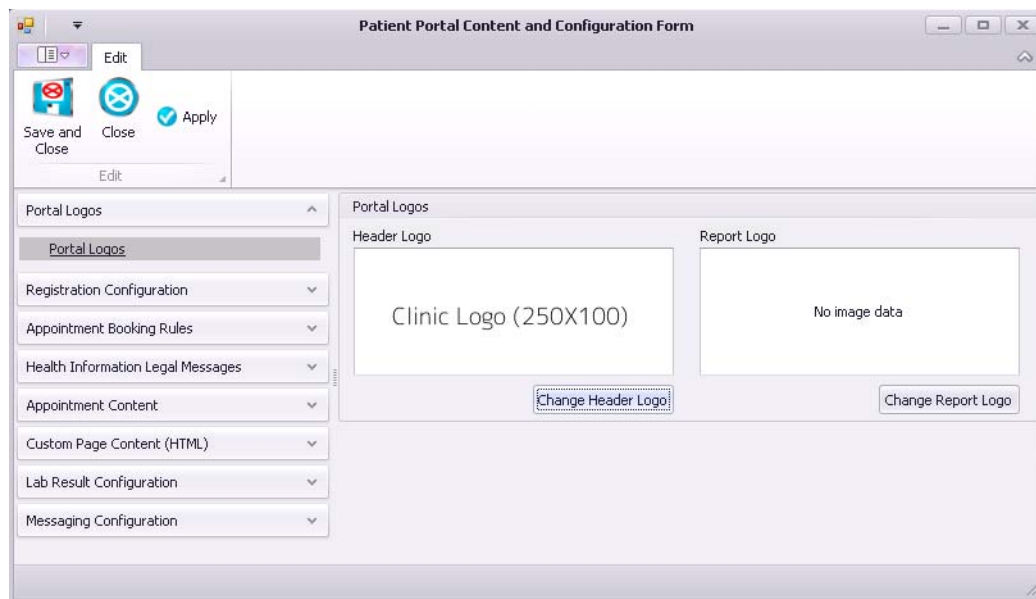 Patient Portal Content and Configuration Form
Edit
Save and
Close
Close
Apply
Edit
Portal Logos
Portal Logos
Registration Configuration
Appointment Booking Rules
Health Information Legal Messages
Appointment Content
Custom Page Content (HTML)
Lab Result Configuration
Messaging Configuration
Portal Logos
Header Logo
Clinic Logo (250X100)
Change Header Logo
Report Logo
No image data
Change Report Logo